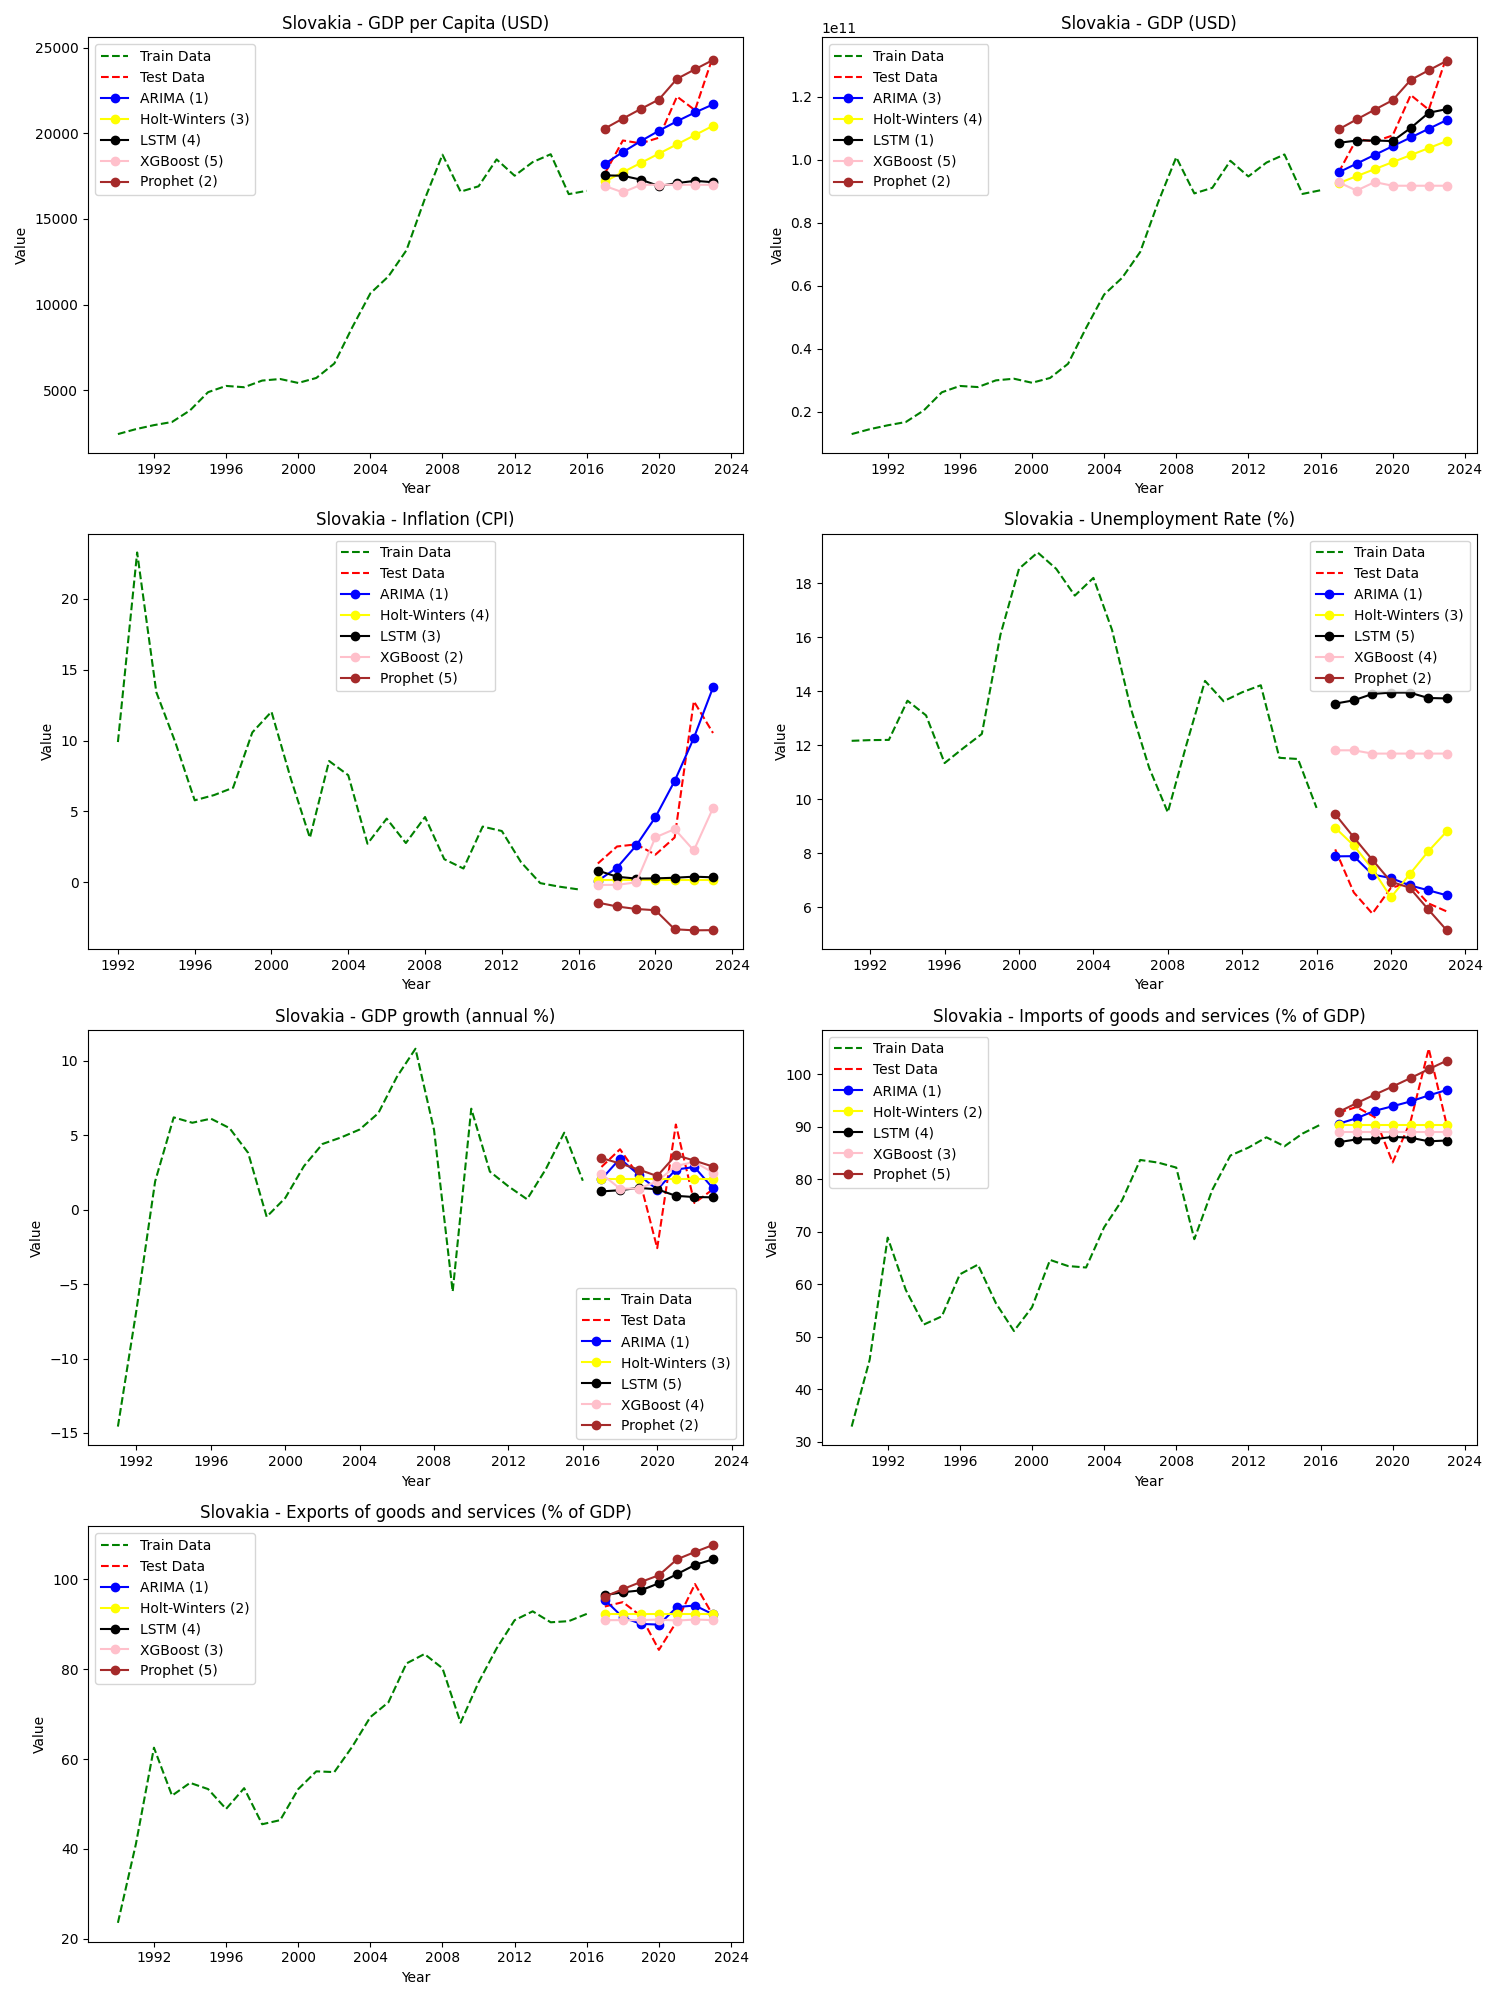 Slovakia - GDP per Capita (USD)
Train Data
Test Data
ARIMA (1)
Holt-Winters (3)
LSTM (4)
XGBoost (5)
Prophet (2)
25000
20000
15000
10000
5000
Value
1992 1996 2000 2004 2008 2012 2016 2020 2024
Year
Slovakia - GDP (USD)
1e11
Train Data
Test Data
ARIMA (3)
Holt-Winters (4)
LSTM (1)
XGBoost (5)
Prophet (2)
1.2
1.0
0.8
0.6
0.4
0.2
Value
1992 1996 2000 2004 2008 2012 2016 2020 2024
Year
Slovakia - Inflation (CPI)
Train Data
Test Data
ARIMA (1)
Holt-Winters (4)
LSTM (3)
XGBoost (2)
Prophet (5)
20
15
10
5
0
Value
1992 1996 2000 2004 2008 2012 2016 2020 2024
Year
Slovakia - Unemployment Rate (%)
Train Data
Test Data
ARIMA (1)
Holt-Winters (3)
LSTM (5)
XGBoost (4)
Prophet (2)
18
16
14
12
10
8
6
Value
1992 1996 2000 2004 2008 2012 2016 2020 2024
Year
Slovakia - GDP growth (annual %)
10
5
0
−5
−10
−15
Value
Train Data
Test Data
ARIMA (1)
Holt-Winters (3)
LSTM (5)
XGBoost (4)
Prophet (2)
1992 1996 2000 2004 2008 2012 2016 2020 2024
Year
Slovakia - Imports of goods and services (% of GDP)
Train Data
Test Data
ARIMA (1)
Holt-Winters (2)
LSTM (4)
XGBoost (3)
Prophet (5)
100
90
80
70
60
50
40
30
Value
1992 1996 2000 2004 2008 2012 2016 2020 2024
Year
Slovakia - Exports of goods and services (% of GDP)
Train Data
Test Data
ARIMA (1)
Holt-Winters (2)
LSTM (4)
XGBoost (3)
Prophet (5)
100
80
60
40
20
Value
1992 1996 2000 2004 2008 2012 2016 2020 2024
Year